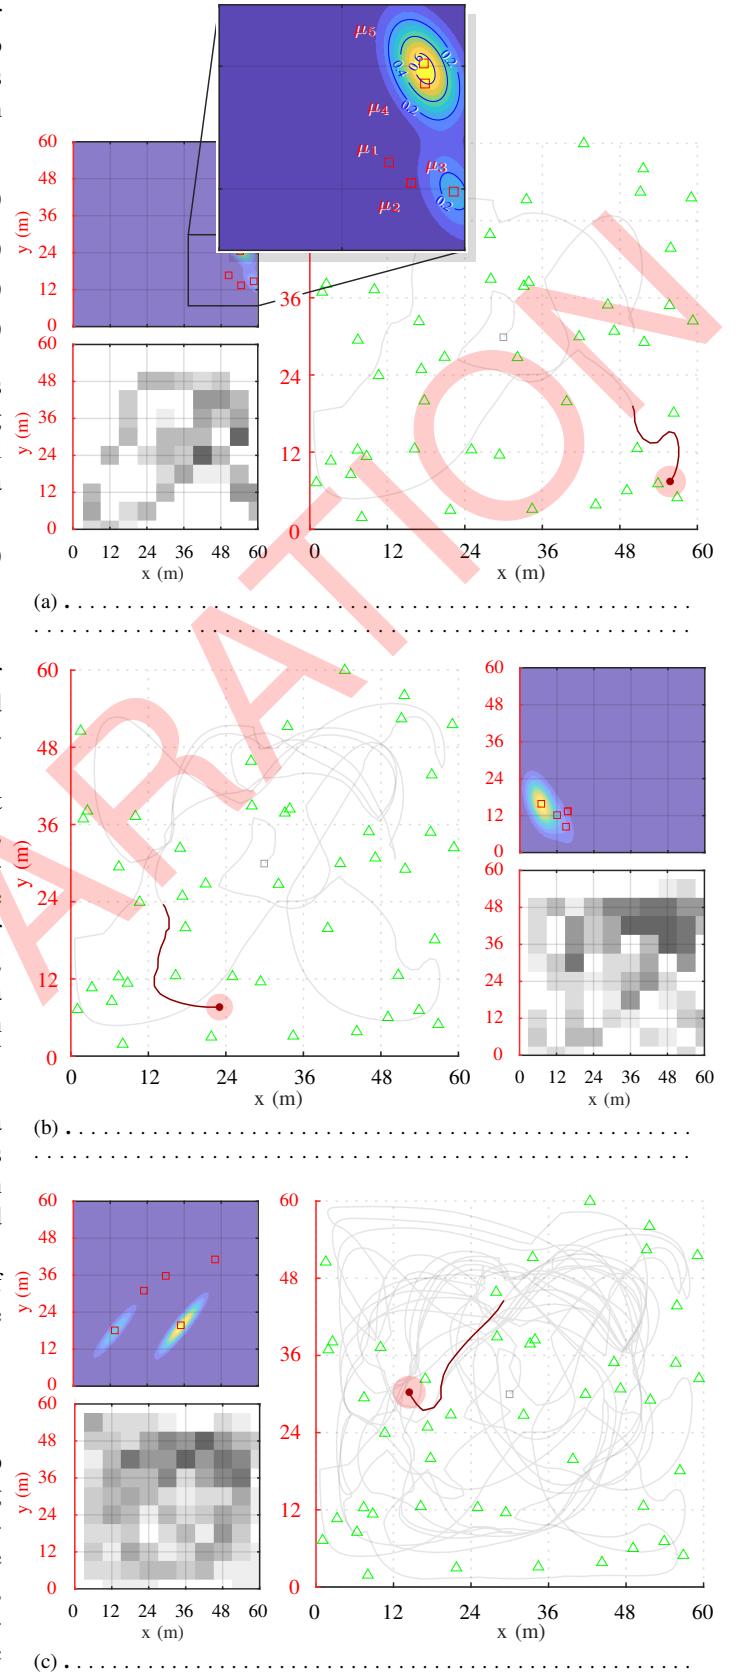 μ5
0.2
0.6
0.4
0.2
μ4
μ1
μ3
μ2
0.2
60
48
36
24
12
0
y (m)
60
48
36
24
12
0
y (m)
0 12 24 36 48 60
x (m)
36
24
12
0
0 12 24 36 48 60
x (m)
(a) . . . . . . . . . . . . . . . . . . . . . . . . . . . . . . . . . . . . . . . . . . . . . . . . . .
. . . . . . . . . . . . . . . . . . . . . . . . . . . . . . . . . . . . . . . . . . . . . . . . . . . .
60
48
36
24
12
0
y (m)
0 12 24 36 48 60
x (m)
60
48
36
24
12
0
60
48
36
24
12
0
0 12 24 36 48 60
x (m)
(b) . . . . . . . . . . . . . . . . . . . . . . . . . . . . . . . . . . . . . . . . . . . . . . . . . .
. . . . . . . . . . . . . . . . . . . . . . . . . . . . . . . . . . . . . . . . . . . . . . . . . . . .
60
48
36
24
12
0
y (m)
60
48
36
24
12
0
y (m)
0 12 24 36 48 60
x (m)
60
48
36
24
12
0
0 12 24 36 48 60
x (m)
(c) . . . . . . . . . . . . . . . . . . . . . . . . . . . . . . . . . . . . . . . . . . . . . . . . . .
ARATION